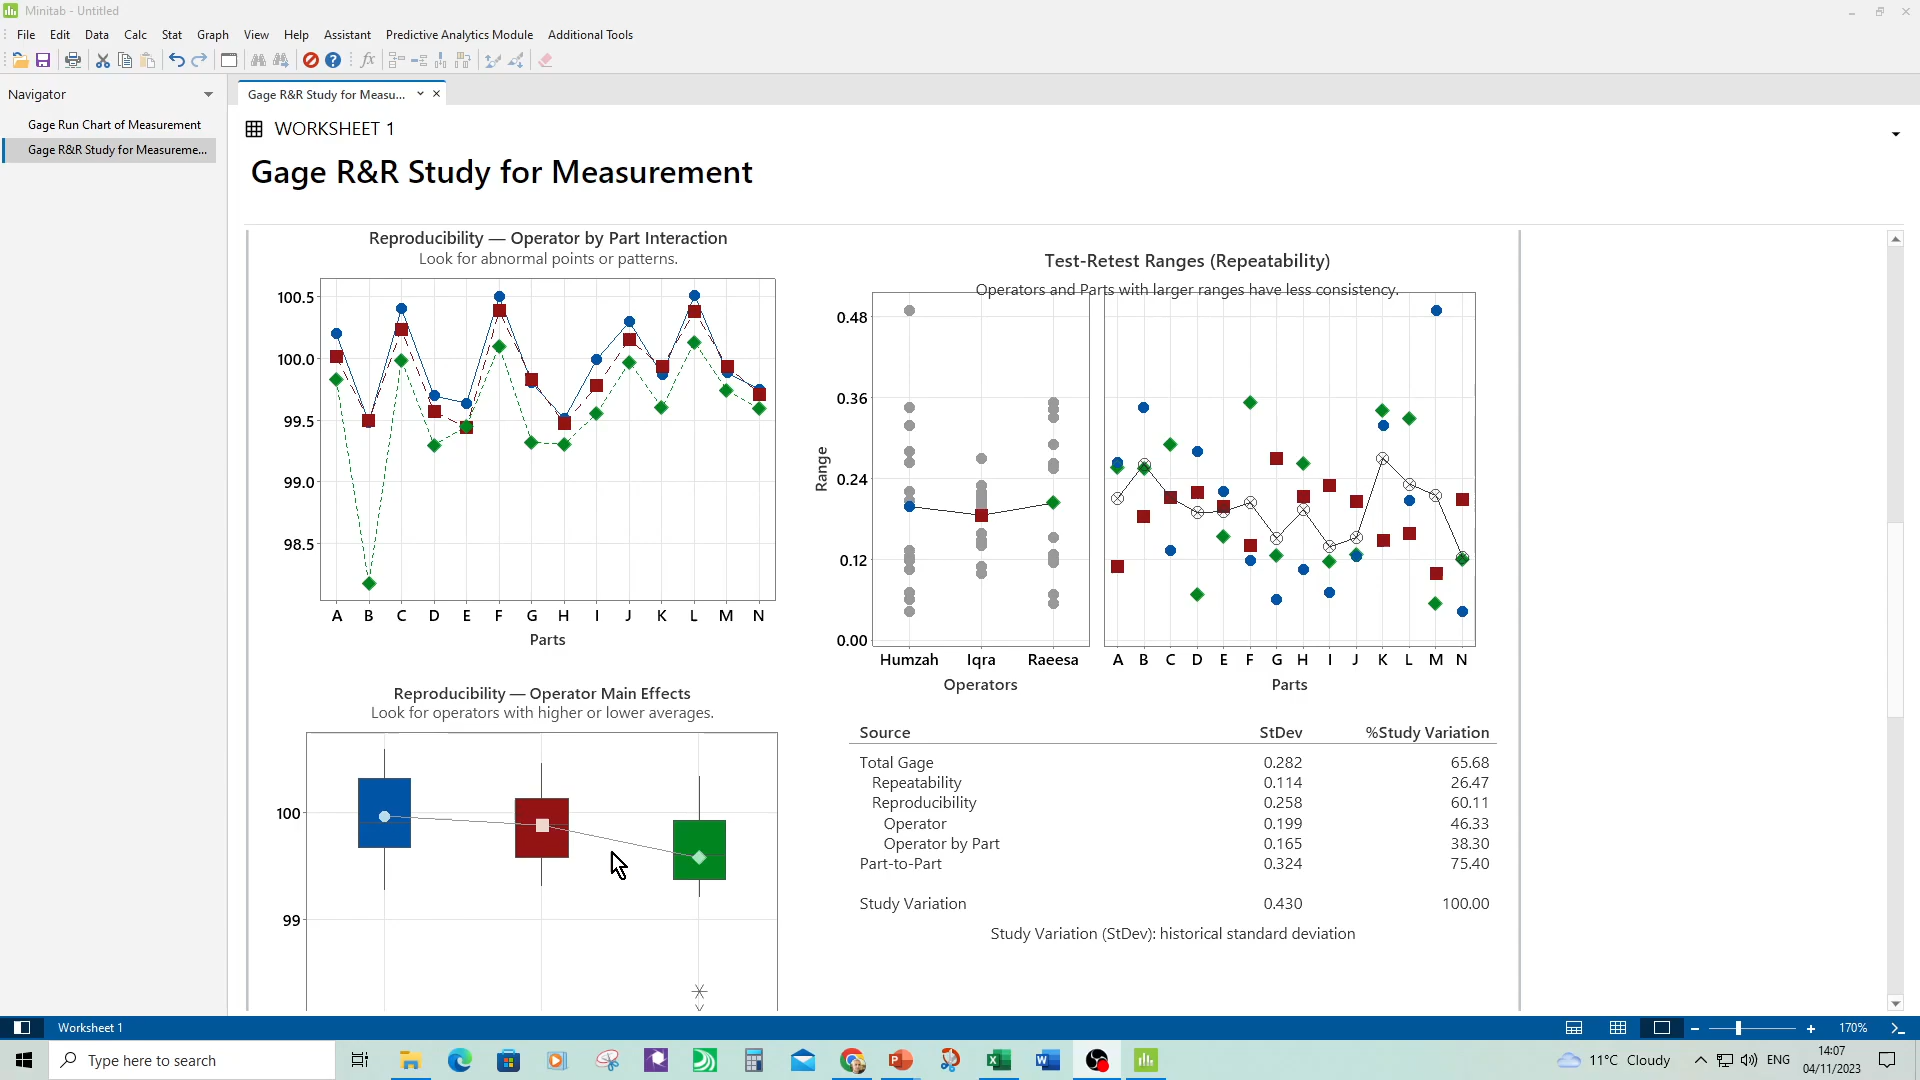 Minitab - Untitled
File Edit Data Calc Stat Graph View Help Assistant Predictive Analytics Module Additional Tools
Navigator
Gage R&R Study for Measu...
Gage Run Chart of Measurement
Gage R&R Study for Measureme...
WORKSHEET 1
Gage R&R Study for Measurement
Reproducibility — Operator by Part Interaction
Look for abnormal points or patterns.
100.5
100.0
99.5
99.0
98.5
A B C D E F G H I J K L M N
Parts
Test-Retest Ranges (Repeatability)
Operators and Parts with larger ranges have less consistency.
Range
0.48
0.36
0.24
0.12
0.00
Humzah Iqra Raeesa
Operators
A B C D E F G H I J K L M N
Parts
Reproducibility — Operator Main Effects
Look for operators with higher or lower averages.
100
99
Source StDev %Study Variation
Total Gage 0.282 65.68
Repeatability 0.114 26.47
Reproducibility 0.258 60.11
Operator 0.199 46.33
Operator by Part 0.165 38.30
Part-to-Part 0.324 75.40
Study Variation 0.430 100.00
Study Variation (StDev): historical standard deviation
Worksheet 1
170%
Type here to search
11°C Cloudy
ENG
14:07
04/11/2023